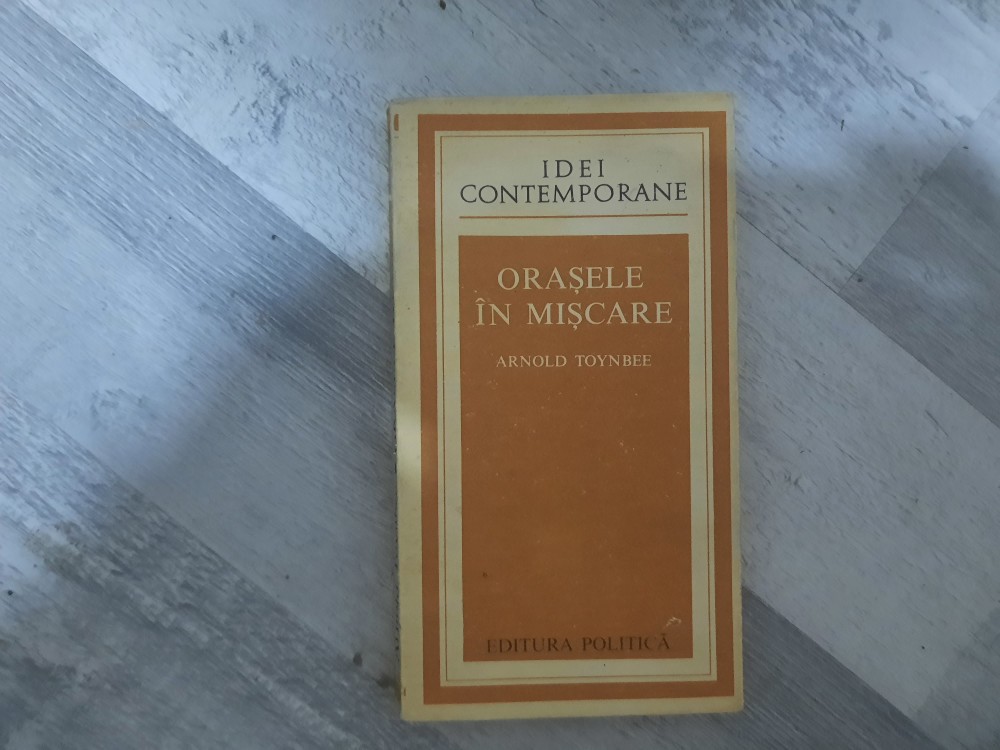 IDEI
CONTEMPORANE
ORAȘELE
ÎN MIȘCARE
ARNOLD TOYNBEE
EDITURA POLITICĂ